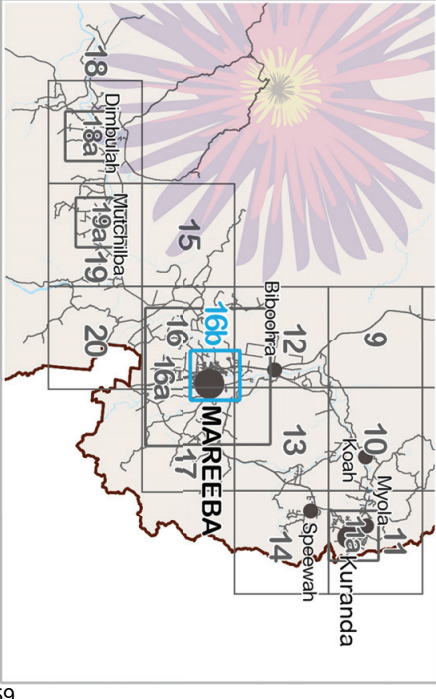 9
10
Koah
Myola
11
11a
Kuranda
Biboohra
12
13
Speewah
14
15
16b
16
16a
MAREEBA
17
18
Dimbulah
18a
Mutchilba
19a
19
20